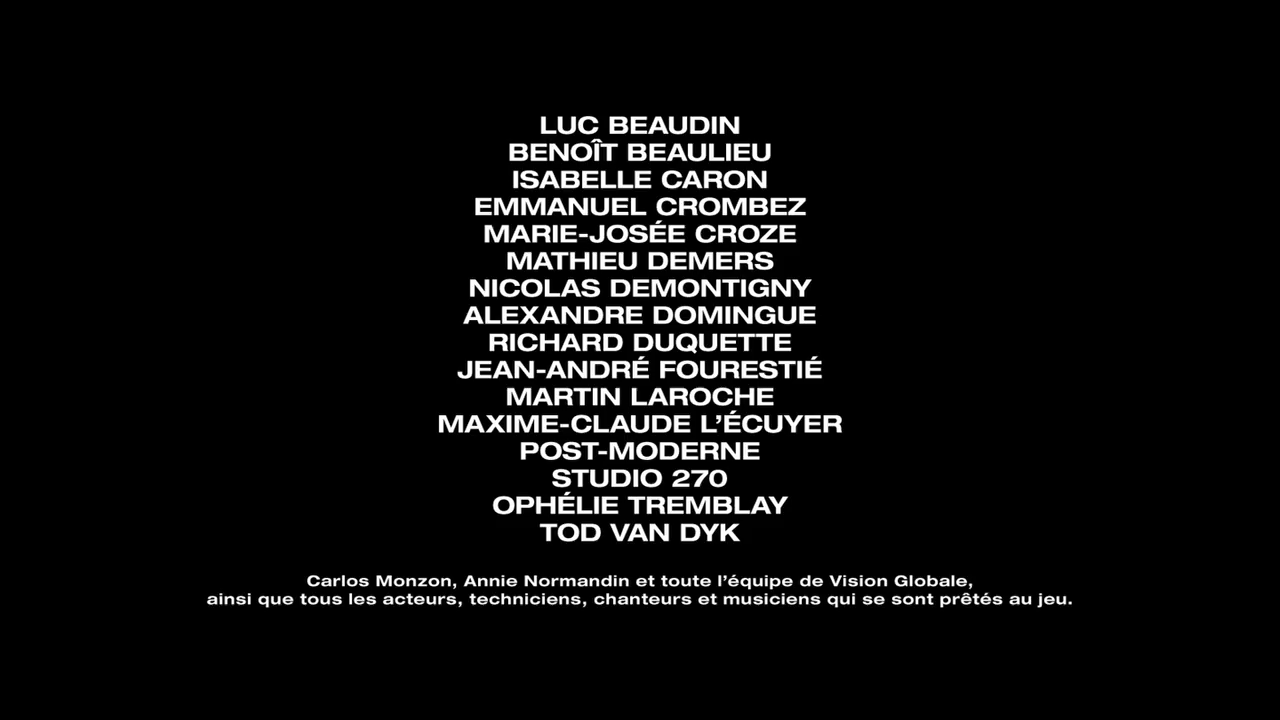 LUC BEAUDIN
BENOÎT BEAULIEU
ISABELLE CARON
EMMANUEL CROMBEZ
MARIE-JOSÉE CROZE
MATHIEU DEMERS
NICOLAS DEMONTIGNY
ALEXANDRE DOMINGUE
RICHARD DUQUETTE
JEAN-ANDRÉ FOURESTIÉ
MARTIN LAROCHE
MAXIME-CLAUDE L’ÉCUYER
POST-MODERNE
STUDIO 270
OPHÉLIE TREMBLAY
TOD VAN DYK
Carlos Monzon, Annie Normandin et toute l’équipe de Vision Globale,
ainsi que tous les acteurs, techniciens, chanteurs et musiciens qui se sont prêtés au jeu.